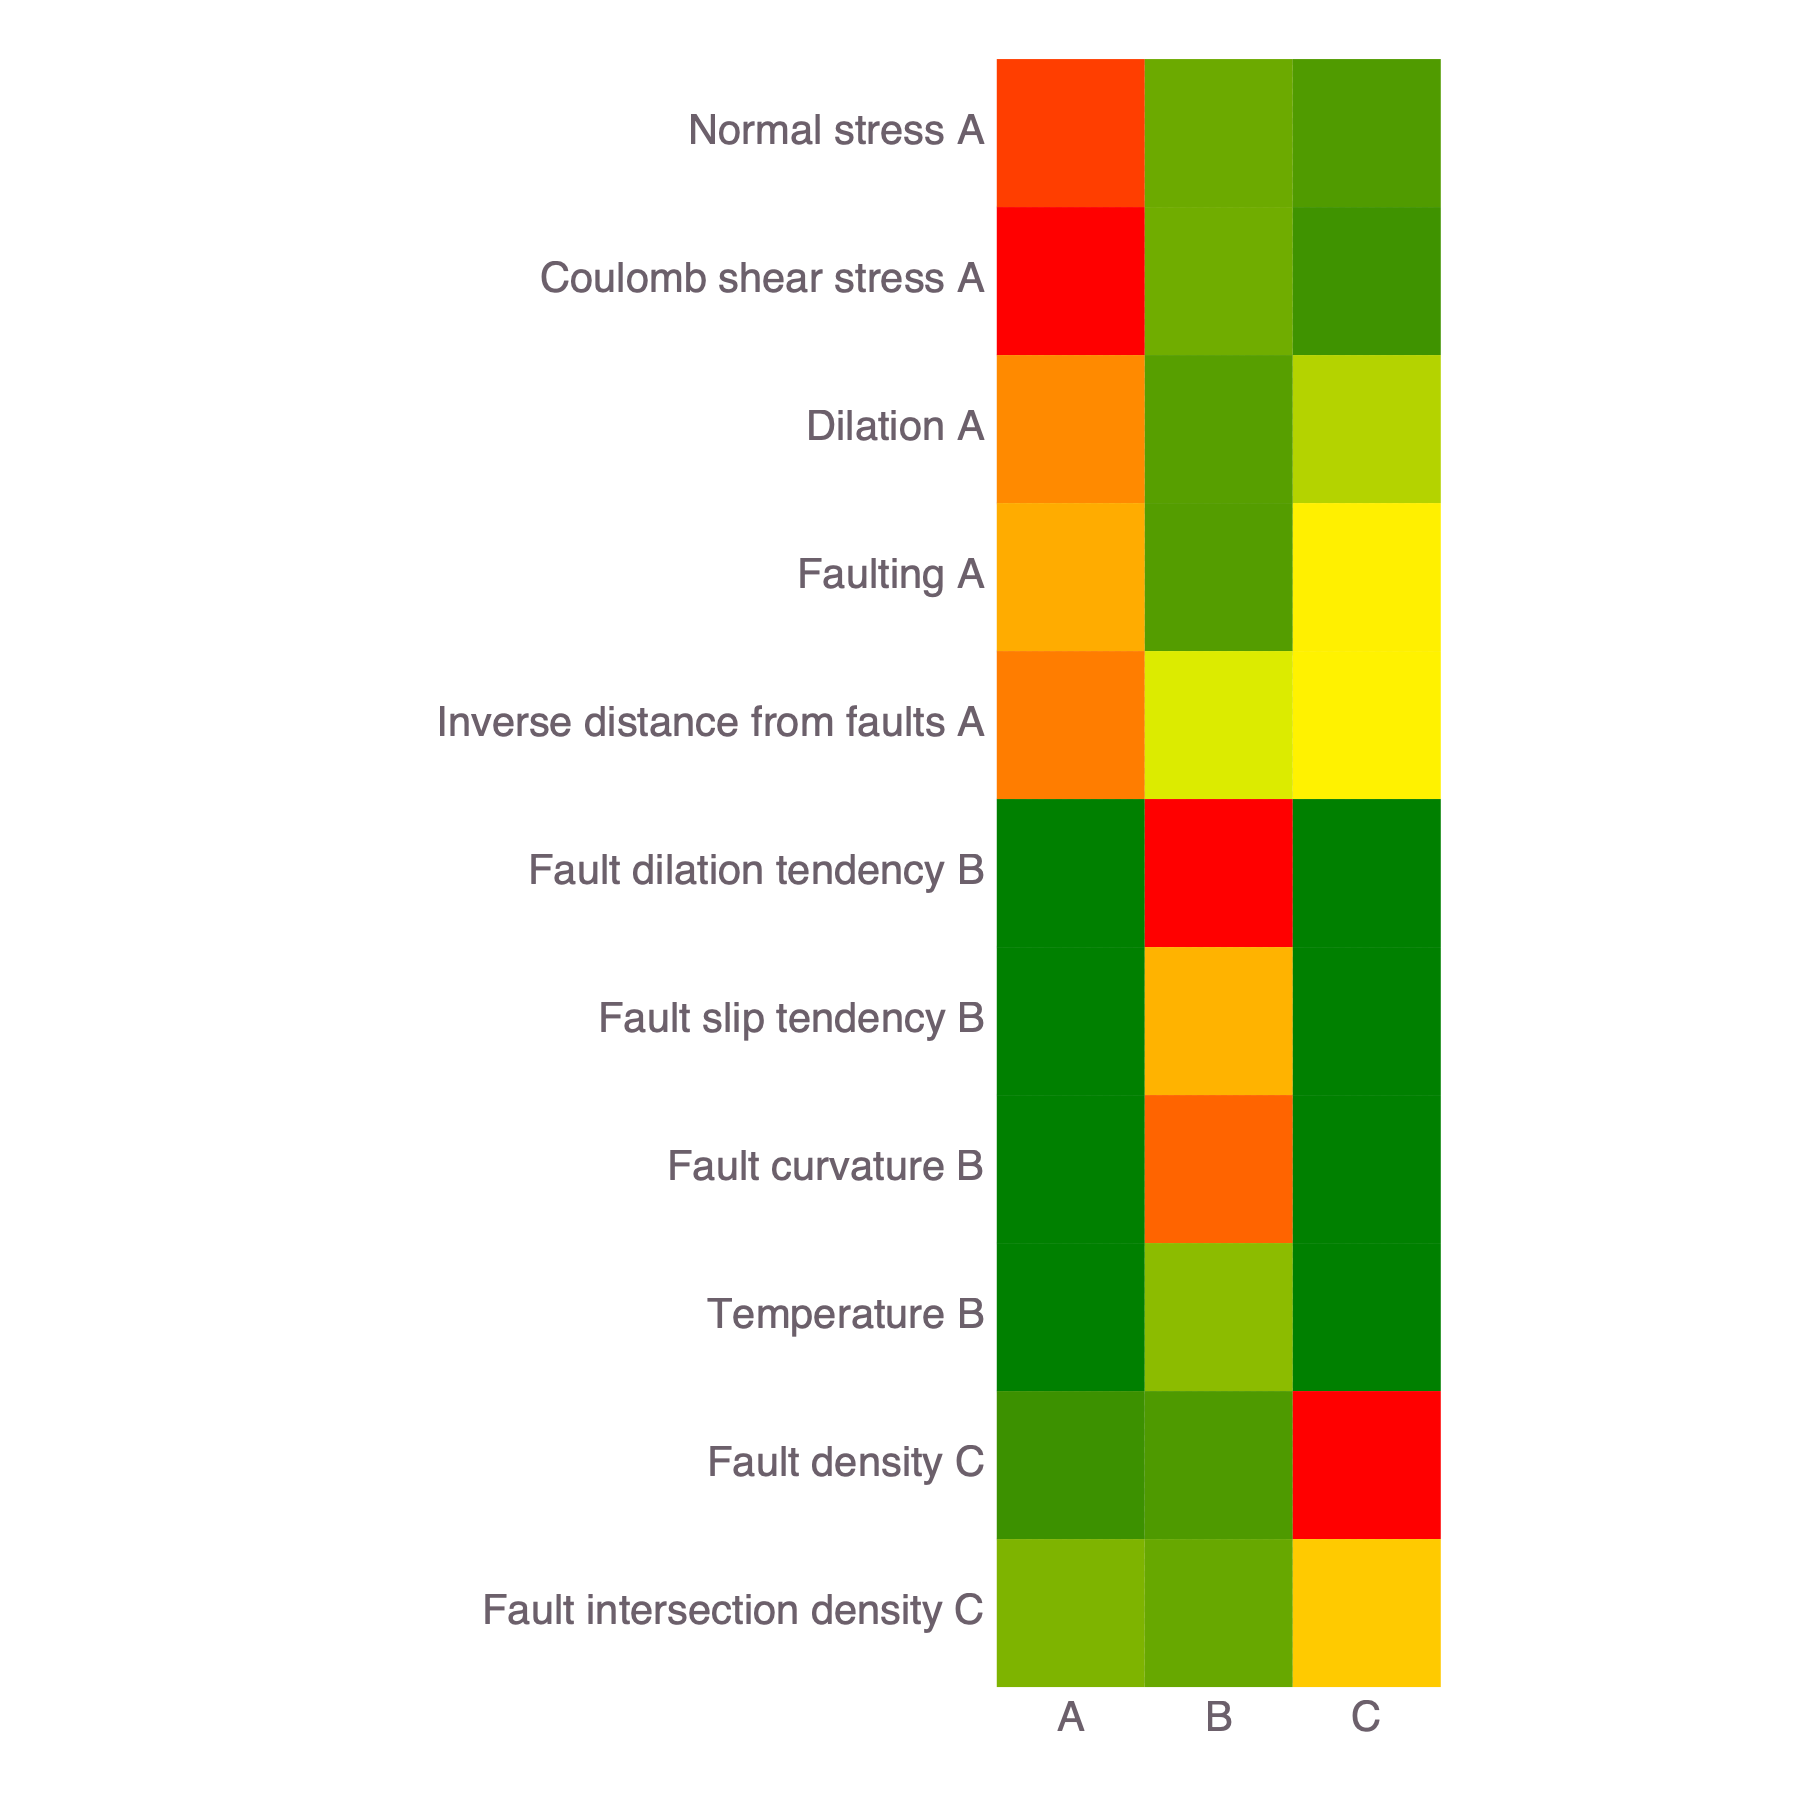 Normal stress A
Coulomb shear stress A
Dilation A
Faulting A
Inverse distance from faults A
Fault dilation tendency B
Fault slip tendency B
Fault curvature B
Temperature B
Fault density C
Fault intersection density C
A B C